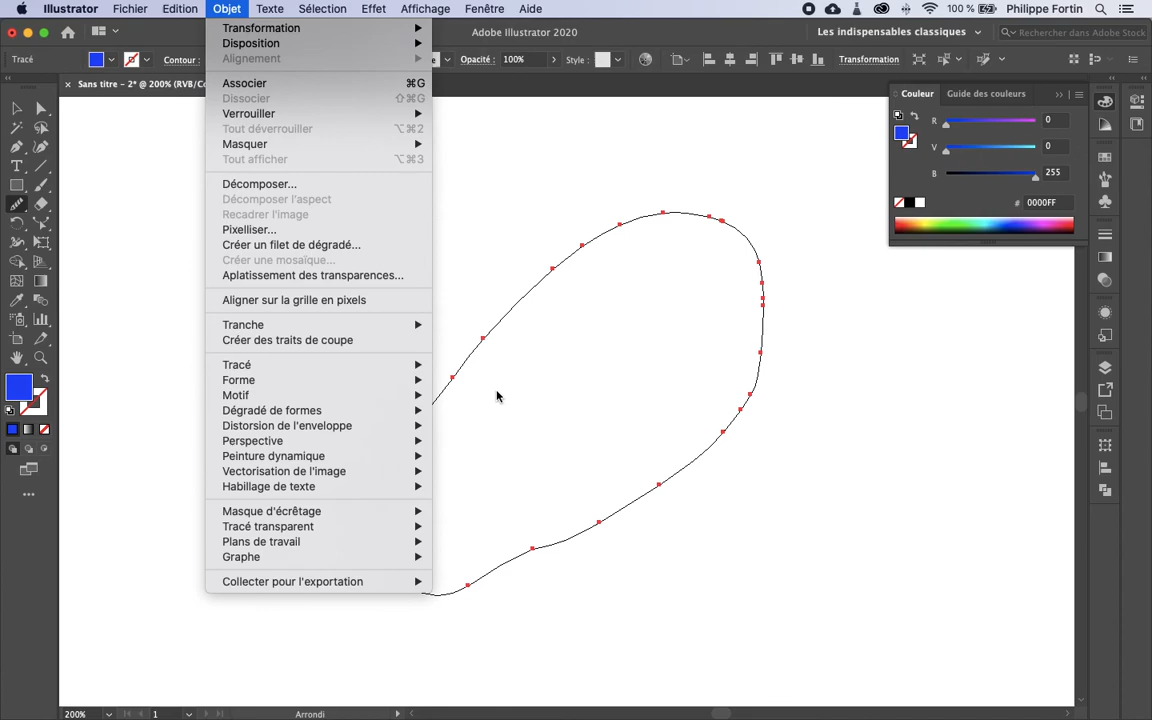 Illustrator Fichier Edition Objet Texte Sélection Effet Affichage Fenêtre Aide 100 % Philippe Fortin
Adobe Illustrator 2020 Les indispensables classiques Rechercher dans Adobe Stock
Tracé Contour : Opacité : 100% Style : Transformation
× Sans titre - 2* @ 200% (RVB/
Transformation
Disposition
Alignement
Associer ⌘G
Dissocier ⇧⌘G
Verrouiller
Tout déverrouiller ⌥⌘2
Masquer
Tout afficher ⌥⌘3
Décomposer...
Décomposer l'aspect
Recadrer l'image
Pixelliser...
Créer un filet de dégradé...
Créer une mosaïque...
Aplatissement des transparences...
Aligner sur la grille en pixels
Tranche
Créer des traits de coupe
Tracé
Forme
Motif
Dégradé de formes
Distorsion de l'enveloppe
Perspective
Peinture dynamique
Vectorisation de l'image
Habillage de texte
Masque d'écrêtage
Tracé transparent
Plans de travail
Graphe
Collecter pour l'exportation
Couleur Guide des couleurs
R 0
V 0
B 255
# 0000FF
200% 1 Arrondi